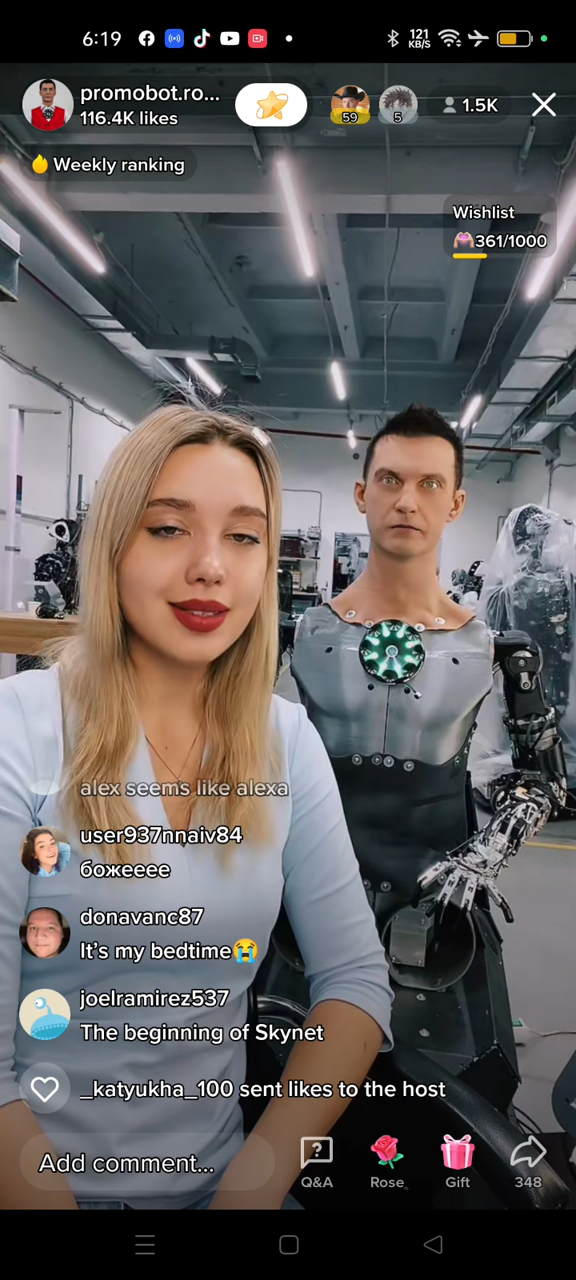 6:19
121
KB/S
promobot.ro...
116.4K likes
59
5
1.5K
Weekly ranking
Wishlist
361/1000
alex seems like alexa
user937nnaiv84
божееее
donavanc87
It's my bedtime😭
joelramirez537
The beginning of Skynet
_katyukha_100 sent likes to the host
Add comment...
Q&A
Rose
Gift
348